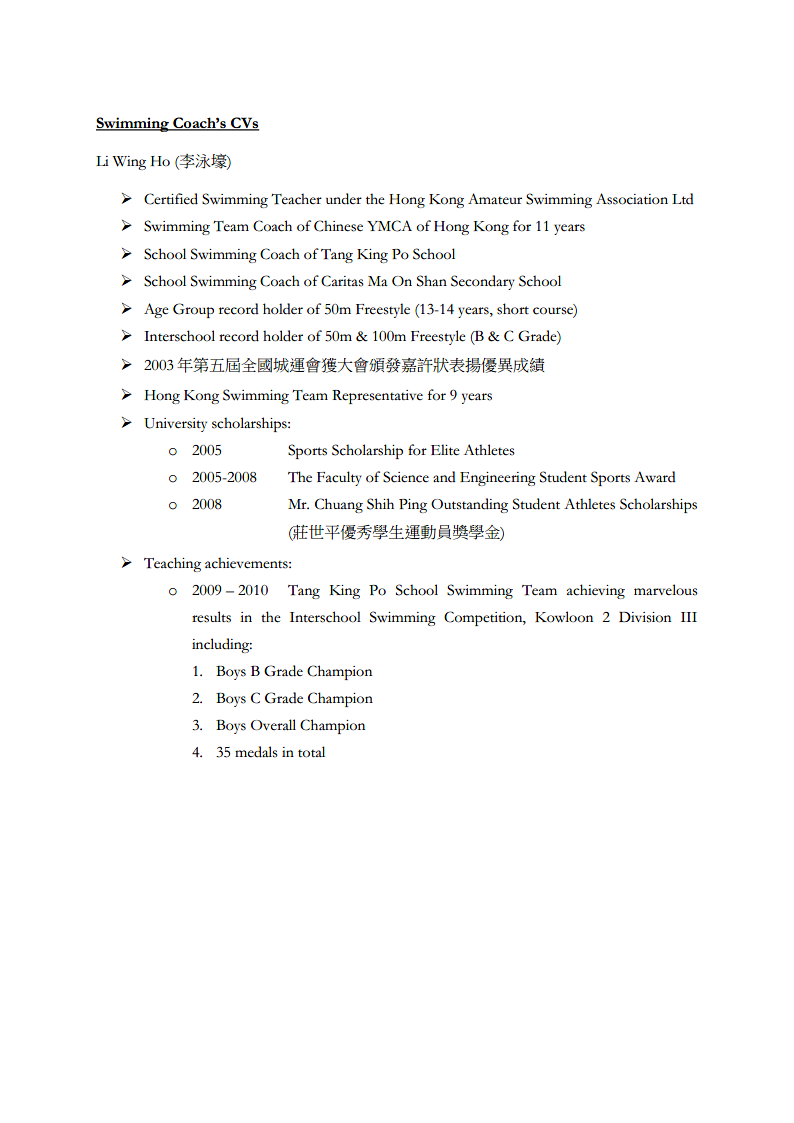 Swimming Coach's CVs
Li Wing Ho (李泳壕)
➢ Certified Swimming Teacher under the Hong Kong Amateur Swimming Association Ltd
➢ Swimming Team Coach of Chinese YMCA of Hong Kong for 11 years
➢ School Swimming Coach of Tang King Po School
➢ School Swimming Coach of Caritas Ma On Shan Secondary School
➢ Age Group record holder of 50m Freestyle (13-14 years, short course)
➢ Interschool record holder of 50m & 100m Freestyle (B & C Grade)
➢ 2003 年第五屆全國城運會獲大會頒發嘉許狀表揚優異成績
➢ Hong Kong Swimming Team Representative for 9 years
➢ University scholarships:
o 2005 Sports Scholarship for Elite Athletes
o 2005-2008 The Faculty of Science and Engineering Student Sports Award
o 2008 Mr. Chuang Shih Ping Outstanding Student Athletes Scholarships
(莊世平優秀學生運動員獎學金)
➢ Teaching achievements:
o 2009 – 2010 Tang King Po School Swimming Team achieving marvelous
results in the Interschool Swimming Competition, Kowloon 2 Division III
including:
1. Boys B Grade Champion
2. Boys C Grade Champion
3. Boys Overall Champion
4. 35 medals in total